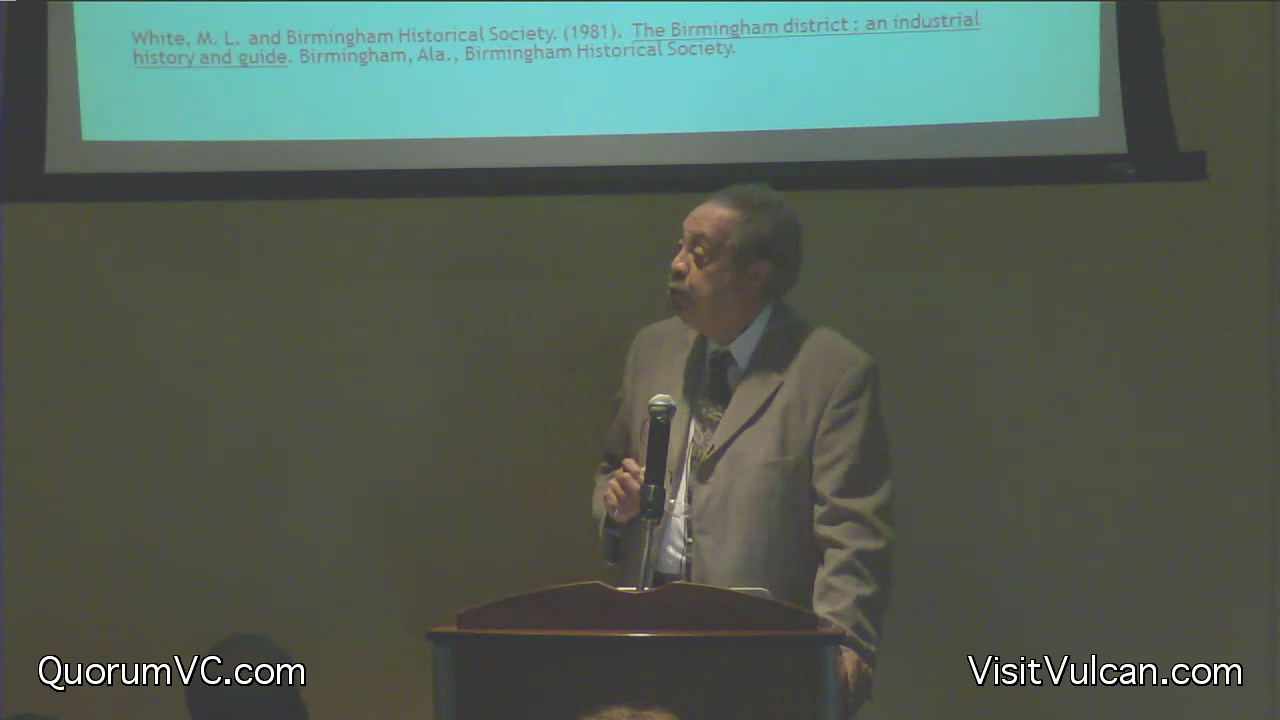 White, M. L. and Birmingham Historical Society. (1981). The Birmingham district : an industrial
history and guide. Birmingham, Ala., Birmingham Historical Society.
QuorumVC.com
VisitVulcan.com